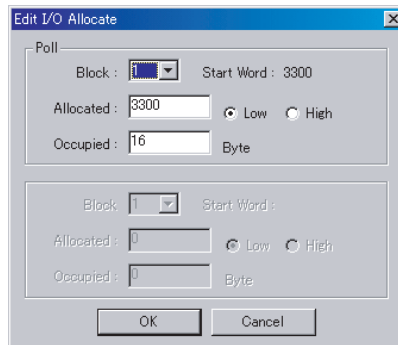 Edit I/O Allocate
Poll
Block : 1 Start Word : 3300
Allocated : 3300 Low High
Occupied : 16 Byte
Block 1 Start Word :
Allocated : 0 Low High
Occupied : 0 Byte
OK Cancel